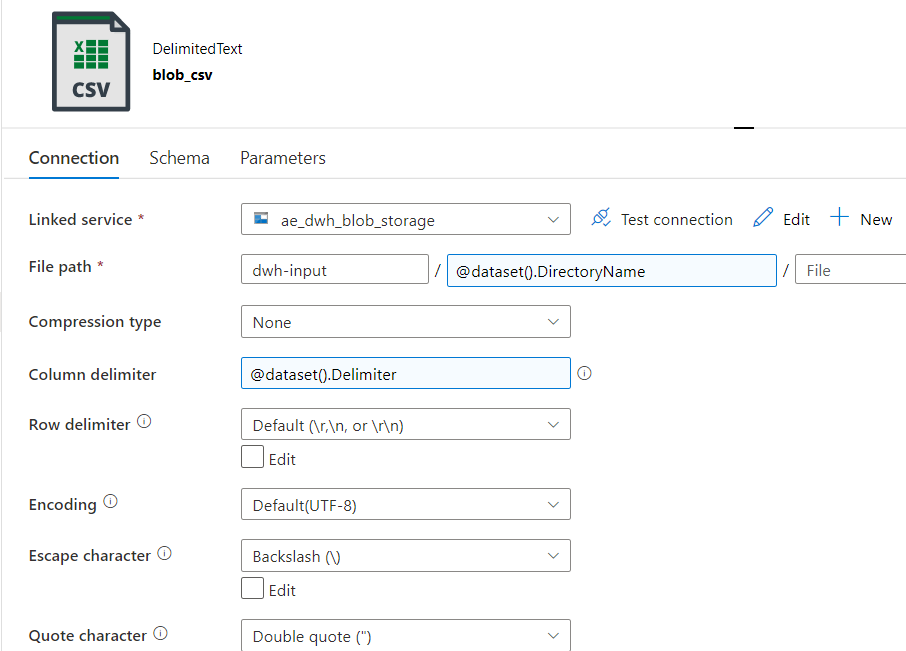 X
CSV
DelimitedText
blob_csv
Connection Schema Parameters
Linked service * ae_dwh_blob_storage Test connection Edit New
File path * dwh-input / @dataset().DirectoryName / File
Compression type None
Column delimiter @dataset().Delimiter
Row delimiter Default (\r,\n, or \r\n)
Edit
Encoding Default(UTF-8)
Escape character Backslash (\)
Edit
Quote character Double quote (")